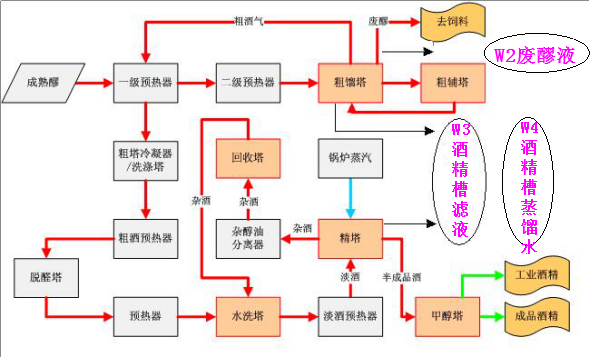 粗酒气
废醪
去饲料
W2废醪液
成熟醪
一级预热器
二级预热器
粗馏塔
粗辅塔
粗塔冷凝器
/洗涤塔
回收塔
锅炉蒸汽
W3
酒
精
槽
滤
液
W4
酒
精
槽
蒸
馏
水
杂酒
杂酒
粗酒预热器
杂醇油
分离器
杂酒
精塔
脱醛塔
淡酒
半成品酒
工业酒精
预热器
水洗塔
淡酒预热器
甲醇塔
成品酒精